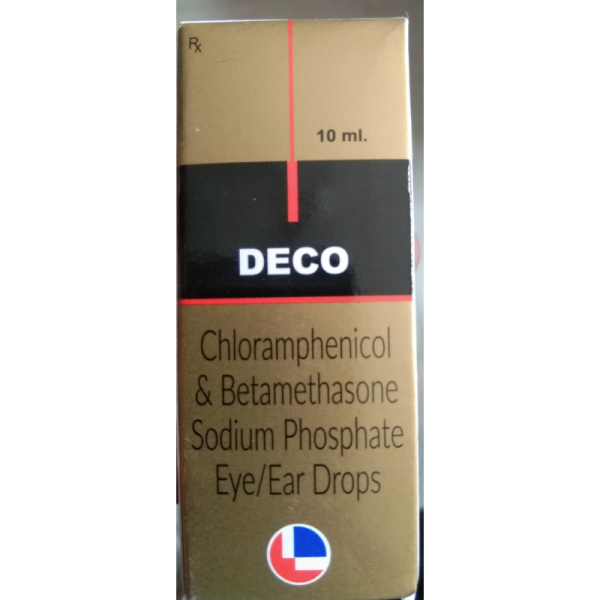 Rx
10 ml.
DECO
Chloramphenicol
& Betamethasone
Sodium Phosphate
Eye/Ear Drops